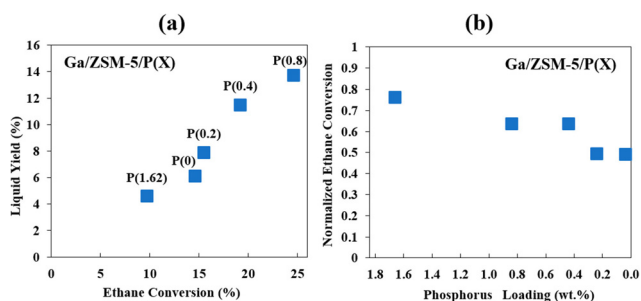 (a)
Ga/ZSM-5/P(X)
Liquid Yield (%)
16
14
12
10
8
6
4
2
0
P(0.8)
P(0.4)
P(0.2)
P(0)
P(1.62)
0 5 10 15 20 25
Ethane Conversion (%)
(b)
Ga/ZSM-5/P(X)
Normalized Ethane Conversion
1
0.9
0.8
0.7
0.6
0.5
0.4
0.3
0.2
0.1
0
1.8 1.6 1.4 1.2 1.0 0.8 0.6 0.4 0.2 0.0
Phosphorus Loading (wt.%)